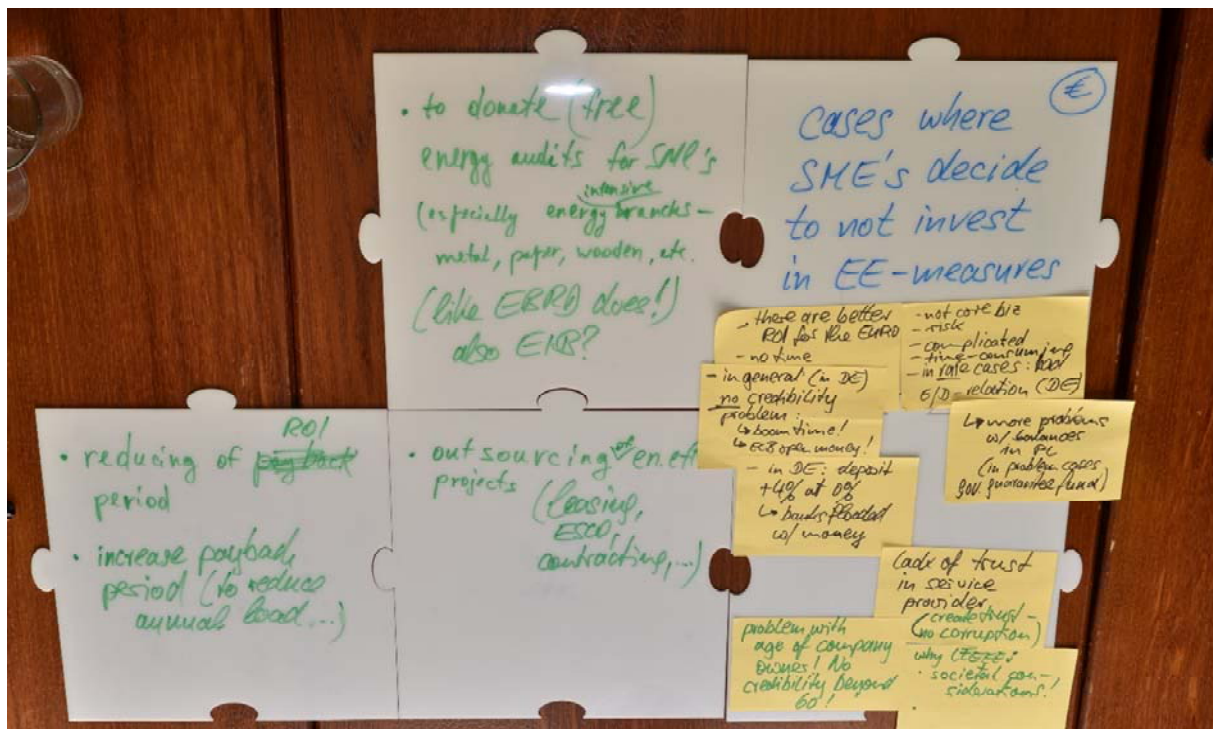 • to donate (free)
energy audits for SME's
intensive
(especially energy branchs -
metal, paper, wooden, etc.
(like EBRD does!)
also EIB?
€
cases where
SME's decide
to not invest
in EE-measures
- there are better
ROI for the EURO
- no time
- not core biz
- risk
- complicated
- time-consuming
- in rare cases: bad
E/D-relation (DE)
- in general (in DE)
no credibility
problem:
↳ boom time!
↳ ECB open money!
↳ more problems
w/ balances
in PL
(in problem cases
gov. guarantee fund)
- in DE: deposit
+4% at 0%
↳ banks flooded
w/ money
ROI
• reducing of pay back
period
• increase payback
period (to reduce
annual load...)
• outsourcing of en.eff.
projects
(leasing,
ESCO,
contracting,...)
Lack of trust
in service
provider
(create trust -
no corruption)
problem with
age of company
owner! No
credibility beyond
60!
why
• societal con-
siderations!